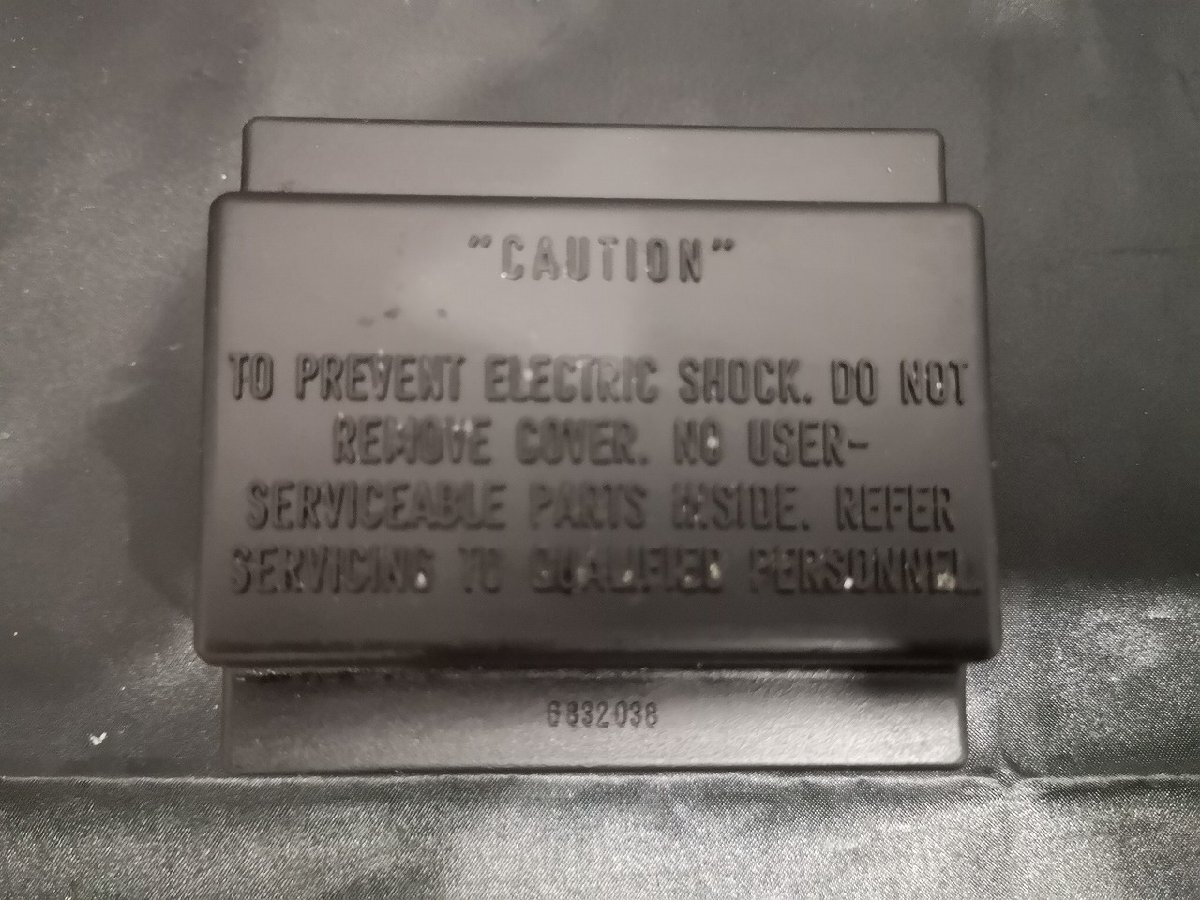 "CAUTION"
TO PREVENT ELECTRIC SHOCK. DO NOT
REMOVE COVER. NO USER-
SERVICEABLE PARTS INSIDE. REFER
SERVICING TO QUALIFIED PERSONNEL.
6832038